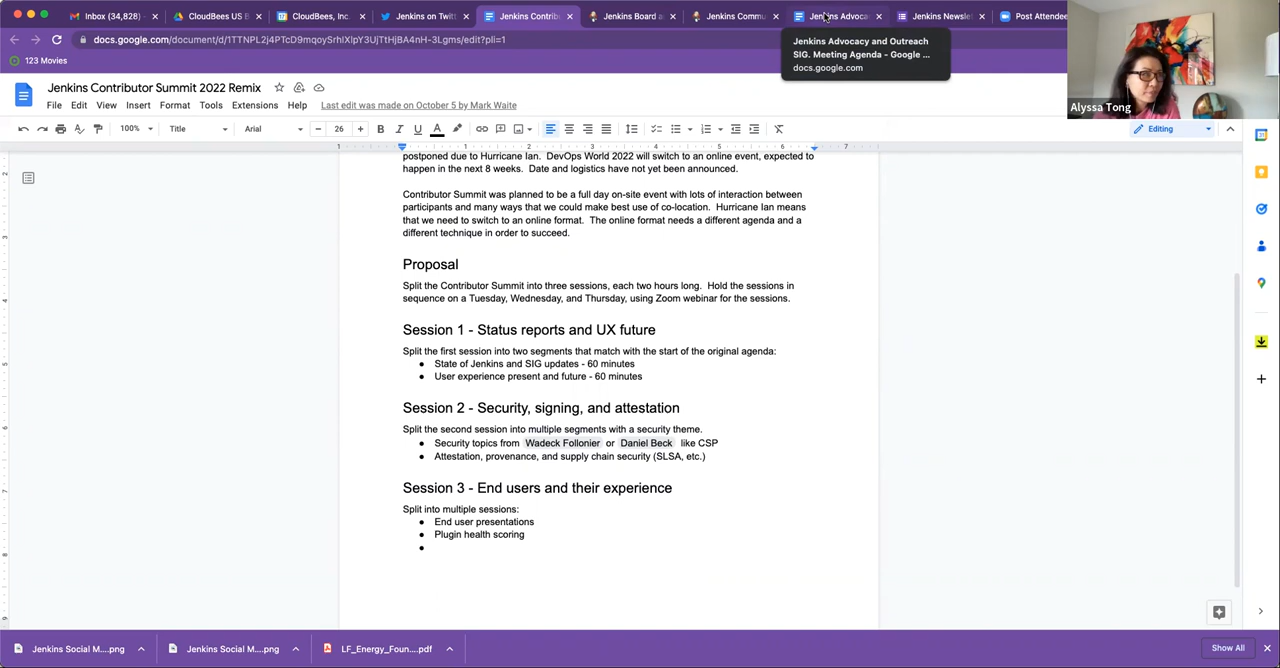 Inbox (34,828)
CloudBees US B
CloudBees, Inc
Jenkins on Twitt
Jenkins Contrib
Jenkins Board a
Jenkins Commu
Jenkins Advoca
Jenkins Newsle
Post Attendee
docs.google.com/document/d/1TTNPL2j4PTcD9mqoySrhIXlpY3UjTtHjBA4nH-3Lgms/edit?pli=1
Jenkins Advocacy and Outreach
SIG. Meeting Agenda - Google ...
docs.google.com
123 Movies
Alyssa Tong
Jenkins Contributor Summit 2022 Remix
File Edit View Insert Format Tools Extensions Help Last edit was made on October 5 by Mark Waite
100% Title Arial 26 Editing
1 1 2 3 4 5 6 7
postponed due to Hurricane Ian. DevOps World 2022 will switch to an online event, expected to
happen in the next 8 weeks. Date and logistics have not yet been announced.
Contributor Summit was planned to be a full day on-site event with lots of interaction between
participants and many ways that we could make best use of co-location. Hurricane Ian means
that we need to switch to an online format. The online format needs a different agenda and a
different technique in order to succeed.
Proposal
Split the Contributor Summit into three sessions, each two hours long. Hold the sessions in
sequence on a Tuesday, Wednesday, and Thursday, using Zoom webinar for the sessions.
Session 1 - Status reports and UX future
Split the first session into two segments that match with the start of the original agenda:
● State of Jenkins and SIG updates - 60 minutes
● User experience present and future - 60 minutes
Session 2 - Security, signing, and attestation
Split the second session into multiple segments with a security theme.
● Security topics from Wadeck Follonier or Daniel Beck like CSP
● Attestation, provenance, and supply chain security (SLSA, etc.)
Session 3 - End users and their experience
Split into multiple sessions:
● End user presentations
● Plugin health scoring
●
Jenkins Social M....png
Jenkins Social M....png
LF_Energy_Foun....pdf
Show All